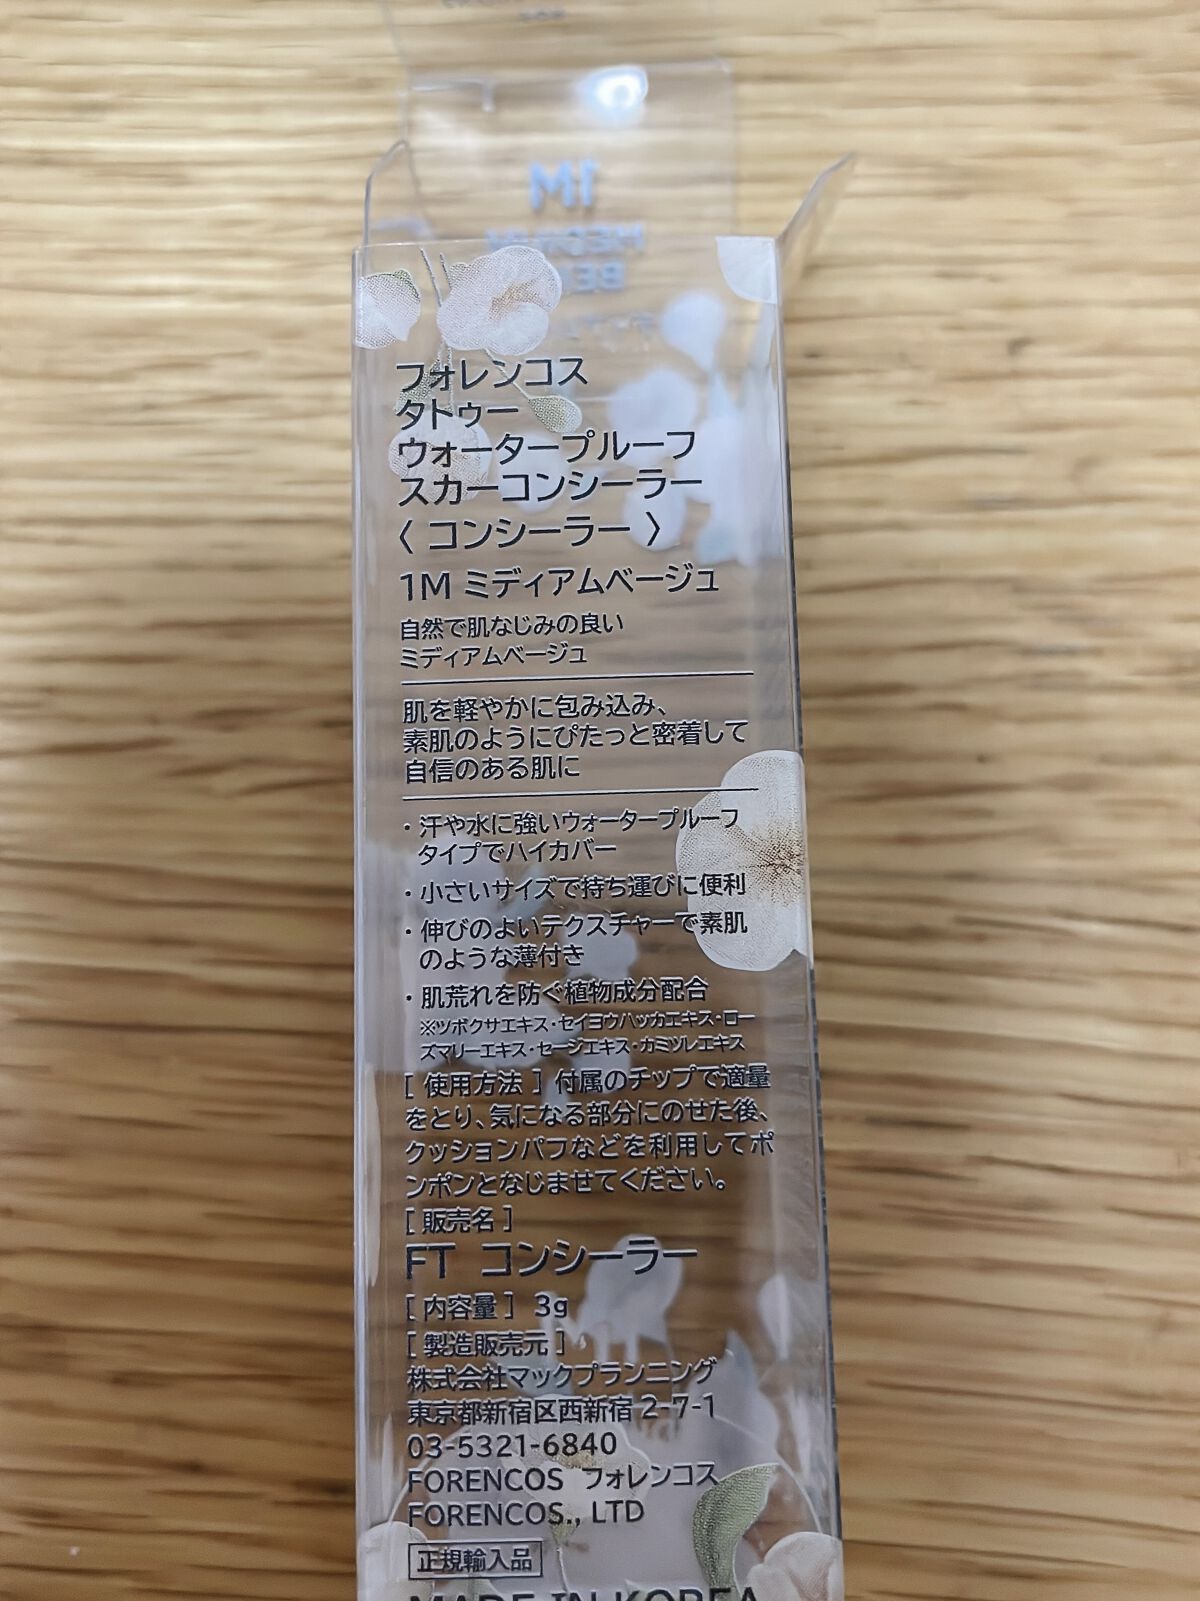 1M
フォレンコス
タトゥー
ウォータープルーフ
スカーコンシーラー
〈 コンシーラー 〉
1M ミディアムベージュ
自然で肌なじみの良い
ミディアムベージュ
肌を軽やかに包み込み、
素肌のようにぴたっと密着して
自信のある肌に
・汗や水に強いウォータープルーフ
タイプでハイカバー
・小さいサイズで持ち運びに便利
・伸びのよいテクスチャーで素肌
のような薄付き
・肌荒れを防ぐ植物成分配合
※ツボクサエキス・セイヨウハッカエキス・ロー
ズマリーエキス・セージエキス・カミツレエキス
［ 使用方法 ］付属のチップで適量
をとり、気になる部分にのせた後、
クッションパフなどを利用してポ
ンポンとなじませてください。
［ 販売名 ］
FT コンシーラー
［ 内容量 ］ 3g
［ 製造販売元 ］
株式会社マックプランニング
東京都新宿区西新宿 2-7-1
03-5321-6840
FORENCOS フォレンコス
FORENCOS., LTD
正規輸入品
MADE IN KOREA